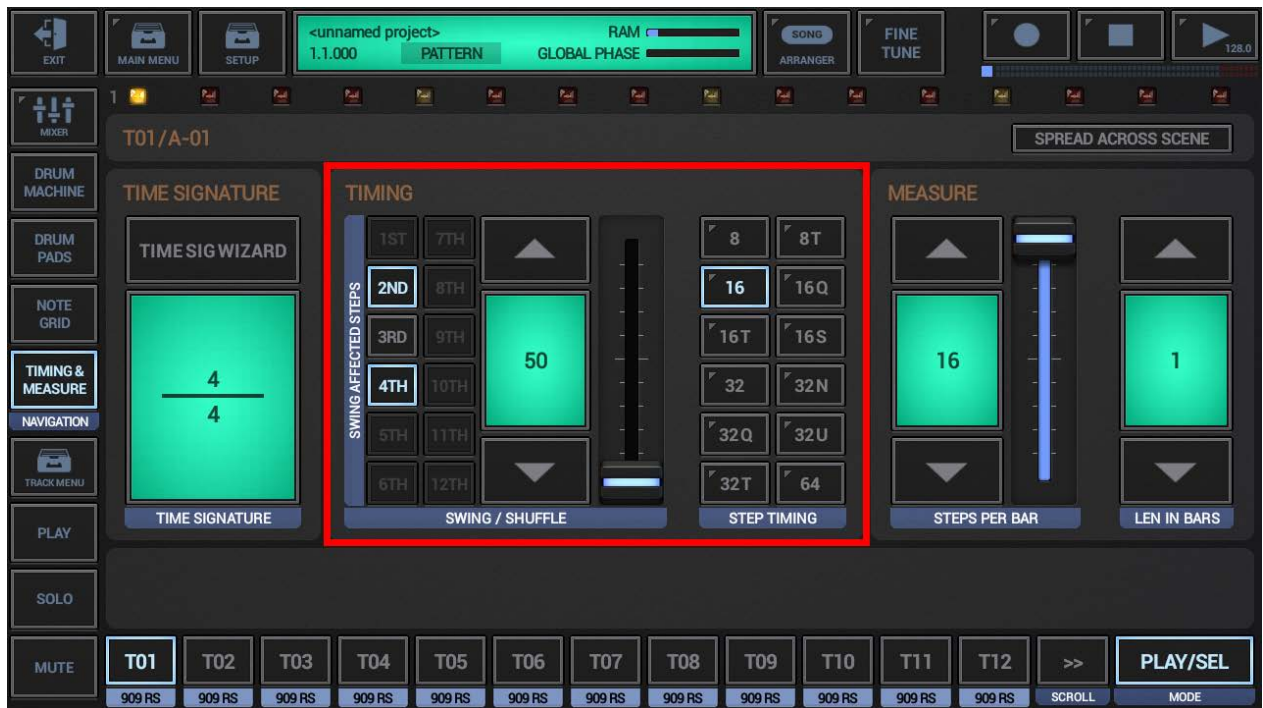 <unnamed project>
RAM
1.1.000
PATTERN
GLOBAL PHASE
EXIT
MAIN MENU
SETUP
SONG
ARRANGER
FINE
TUNE
128.0
MIXER
1
T01/A-01
SPREAD ACROSS SCENE
DRUM
MACHINE
DRUM
PADS
NOTE
GRID
TIMING &
MEASURE
NAVIGATION
TRACK MENU
PLAY
SOLO
MUTE
TIME SIGNATURE
TIME SIG WIZARD
4
4
TIME SIGNATURE
TIMING
SWING AFFECTED STEPS
1ST 7TH
2ND 8TH
3RD 9TH
4TH 10TH
5TH 11TH
6TH 12TH
50
SWING / SHUFFLE
8 8T
16 16Q
16T 16S
32 32N
32Q 32U
32T 64
STEP TIMING
MEASURE
16
STEPS PER BAR
1
LEN IN BARS
T01 T02 T03 T04 T05 T06 T07 T08 T09 T10 T11 T12 >> PLAY/SEL
909 RS 909 RS 909 RS 909 RS 909 RS 909 RS 909 RS 909 RS 909 RS 909 RS 909 RS 909 RS SCROLL MODE